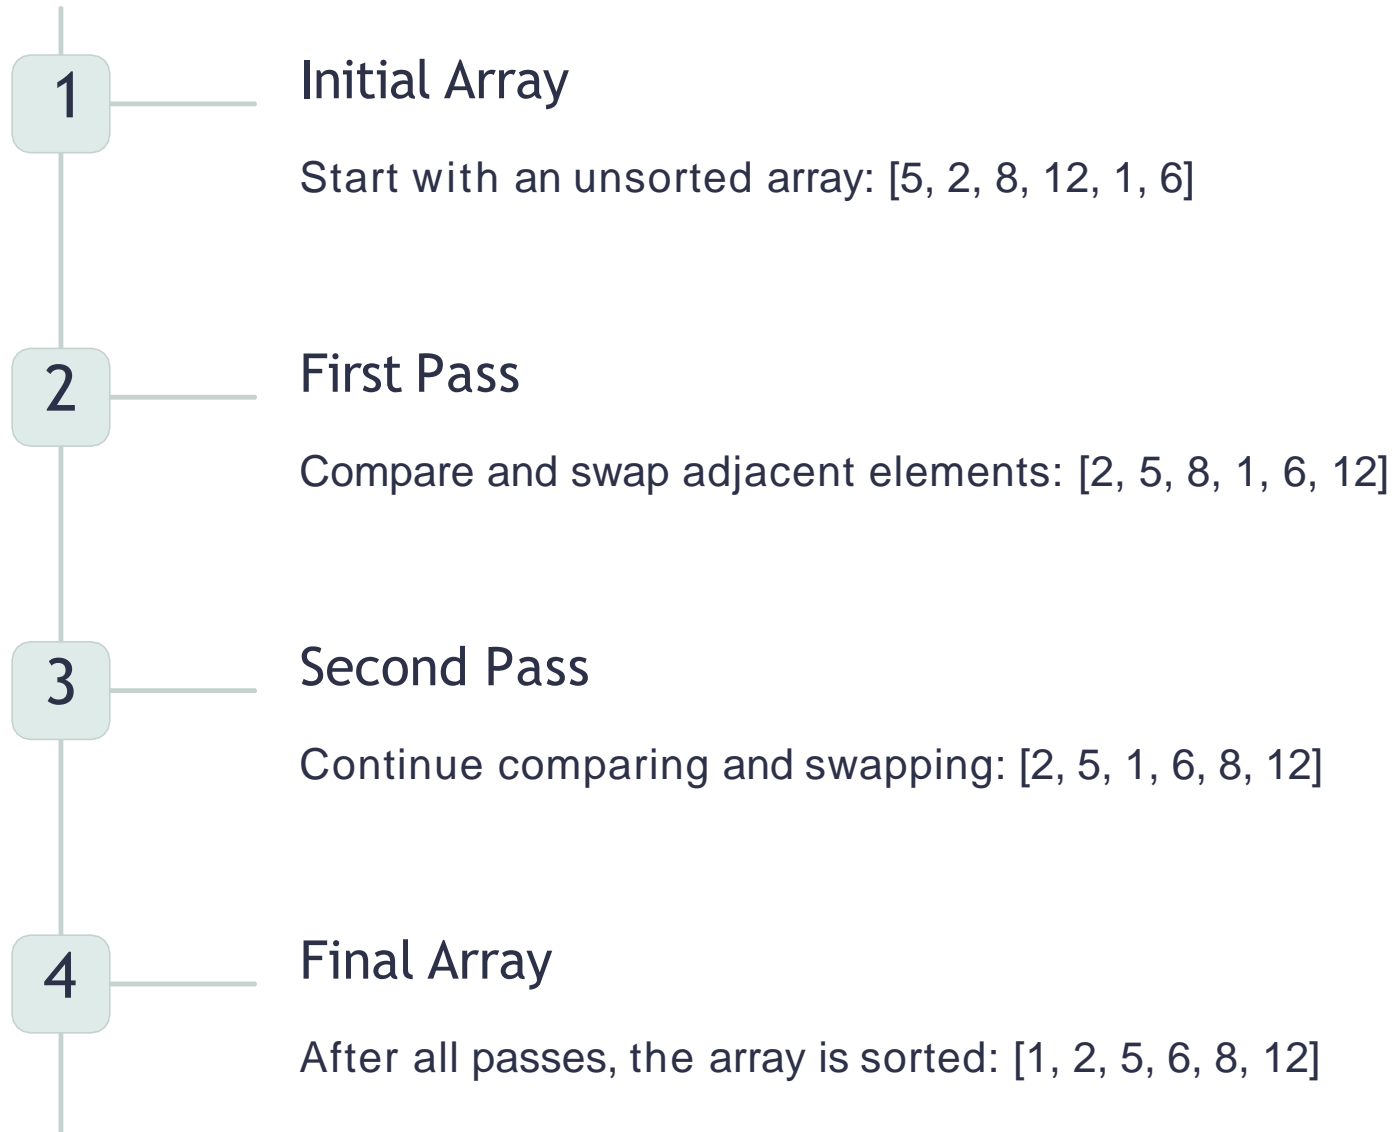 1
Initial Array
Start with an unsorted array: [5, 2, 8, 12, 1, 6]
2
First Pass
Compare and swap adjacent elements: [2, 5, 8, 1, 6, 12]
3
Second Pass
Continue comparing and swapping: [2, 5, 1, 6, 8, 12]
4
Final Array
After all passes, the array is sorted: [1, 2, 5, 6, 8, 12]